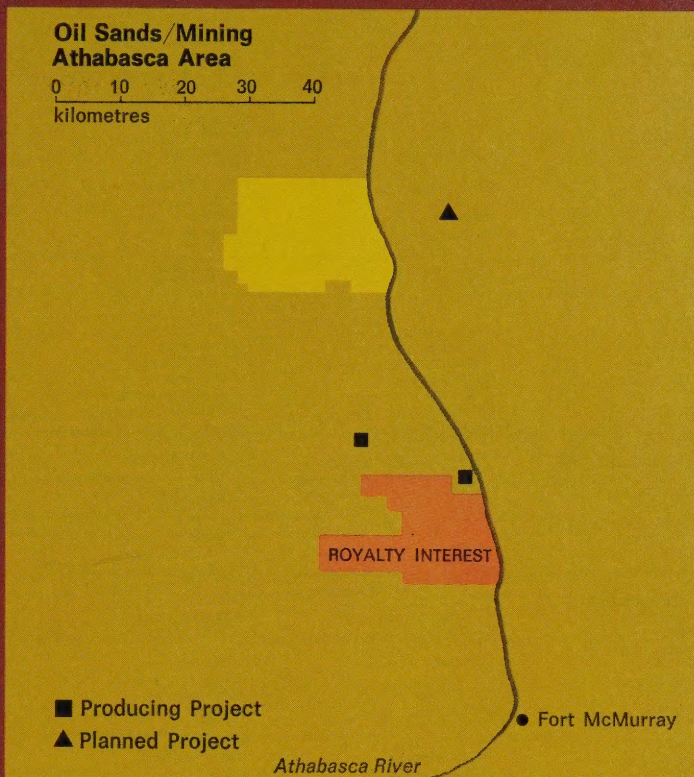 Oil Sands/Mining
Athabasca Area
0 10 20 30 40
kilometres
ROYALTY INTEREST
Producing Project
Planned Project
Fort McMurray
Athabasca River